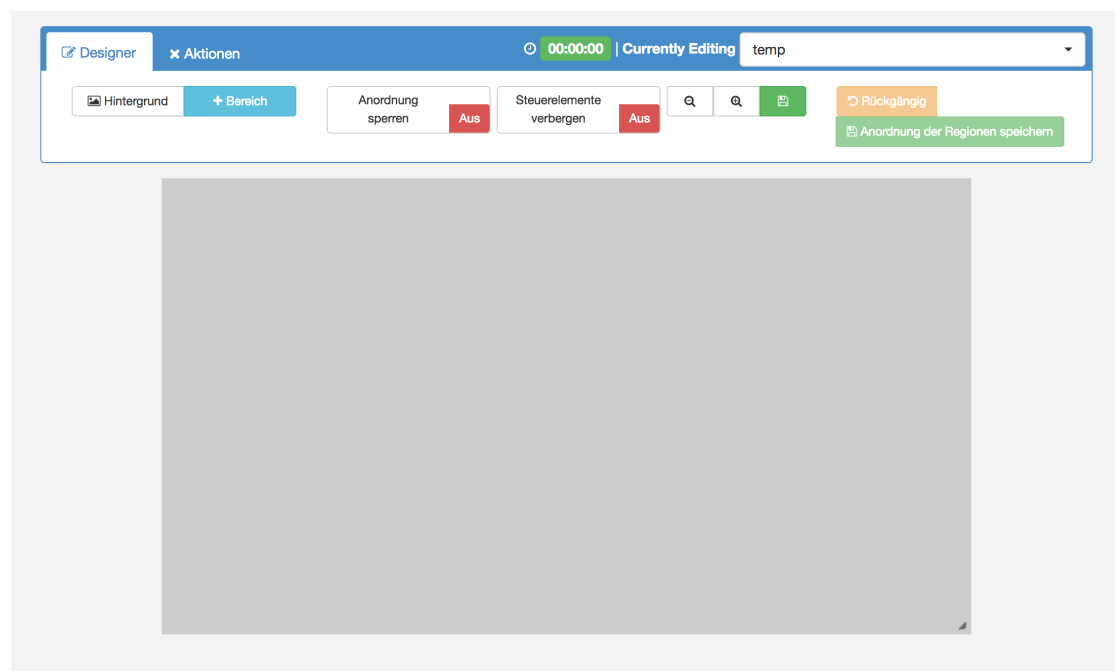 Designer
Aktionen
00:00:00 | Currently Editing temp
Hintergrund
Bereich
Anordnung
sperren
Aus
Steuerelemente
verbergen
Aus
Rückgängig
Anordnung der Regionen speichern